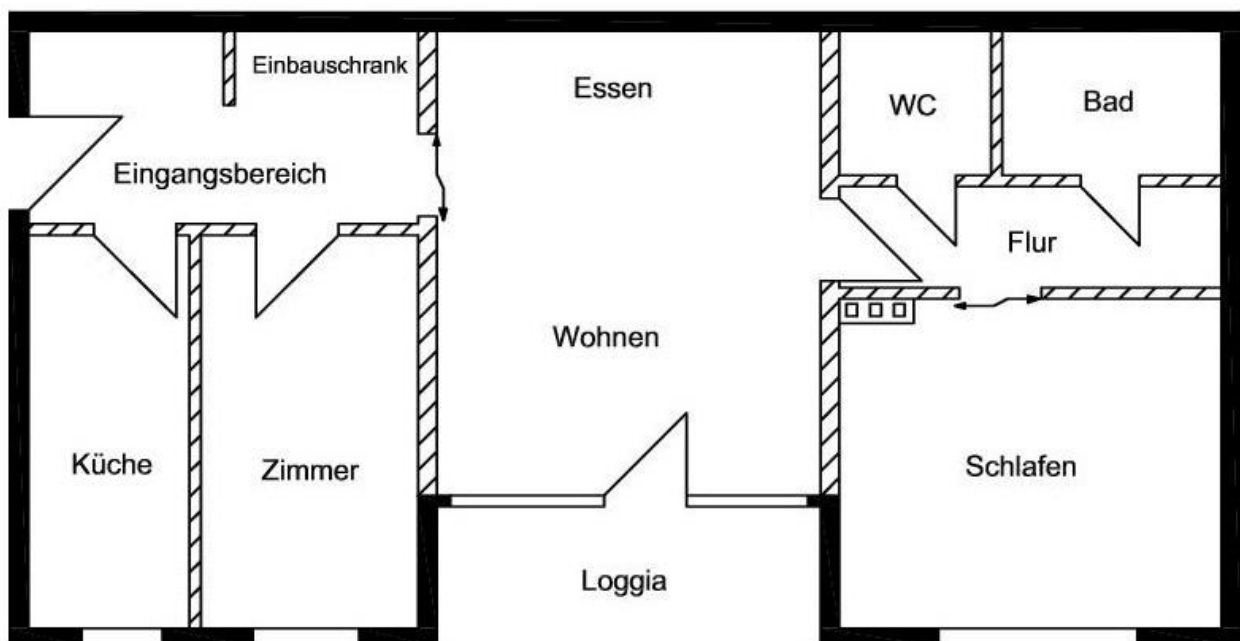 Einbauschrank
Essen
WC
Bad
Eingangsbereich
Flur
Wohnen
Küche
Zimmer
Schlafen
Loggia